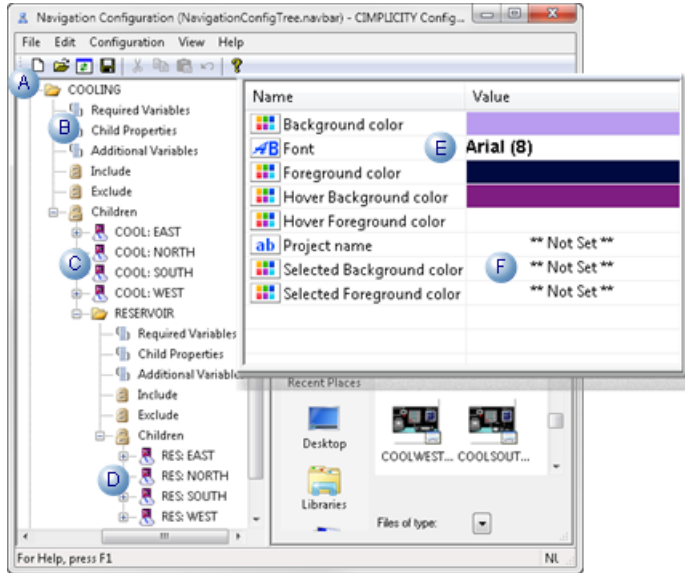 Navigation Configuration (NavigationConfigTree.navbar) - CIMPLICITY Config...
File Edit Configuration View Help
A
COOLING
Required Variables
B
Child Properties
Additional Variables
Include
Exclude
Children
COOL: EAST
COOL: NORTH
C
COOL: SOUTH
COOL: WEST
RESERVOIR
Required Variables
Child Properties
Additional Variable
Include
Exclude
Children
RES: EAST
D
RES: NORTH
RES: SOUTH
RES: WEST
Name Value
Background color
AB Font E Arial (8)
Foreground color
Hover Background color
Hover Foreground color
ab Project name ** Not Set **
Selected Background color F ** Not Set **
Selected Foreground color ** Not Set **
Recent Places
Desktop
Libraries
COOLWEST... COOLSOUT...
Files of type:
For Help, press F1 NU